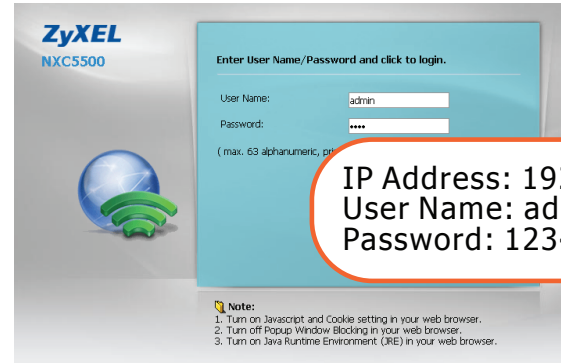 ZyXEL
NXC5500
Enter User Name/Password and click to login.
User Name:
admin
Password:
••••
( max. 63 alphanumeric,
IP Address: 19
User Name: ad
Password: 123
Note:
1. Turn on Javascript and Cookie setting in your web browser.
2. Turn off Popup Window Blocking in your web browser.
3. Turn on Java Runtime Environment (JRE) in your web browser.